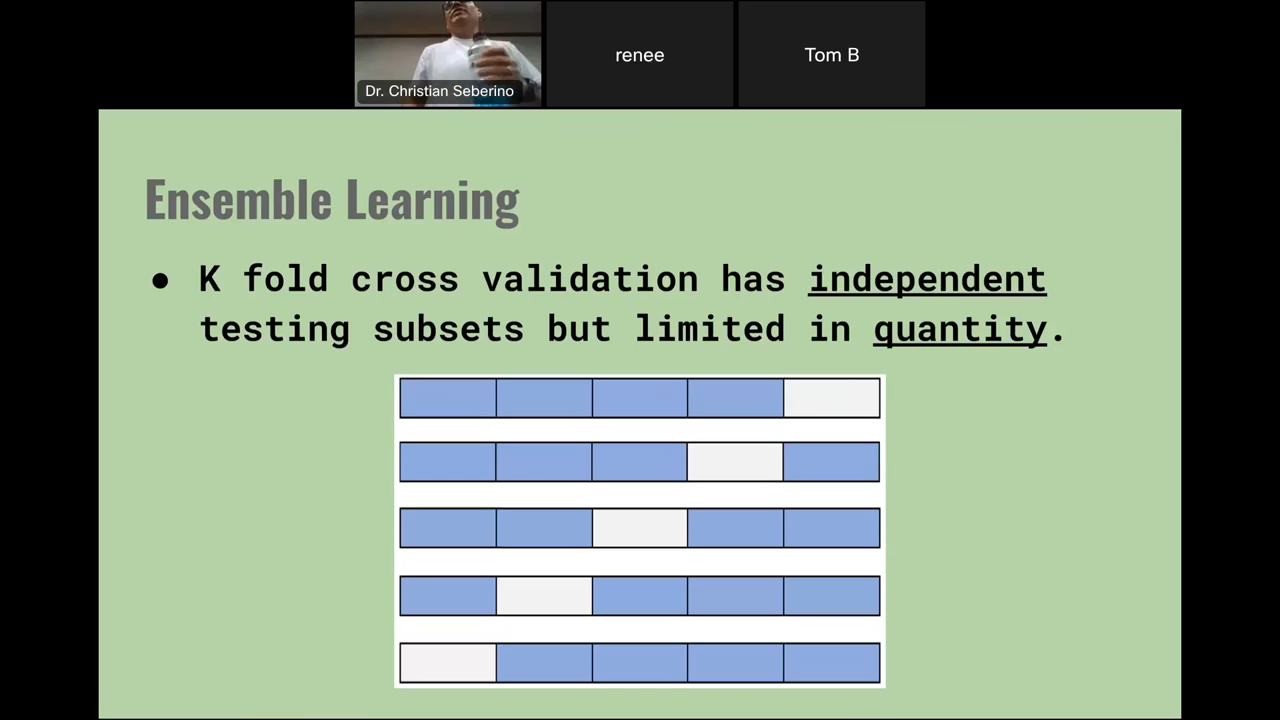 Dr. Christian Seberino
renee
Tom B
Ensemble Learning
● K fold cross validation has independent
testing subsets but limited in quantity.